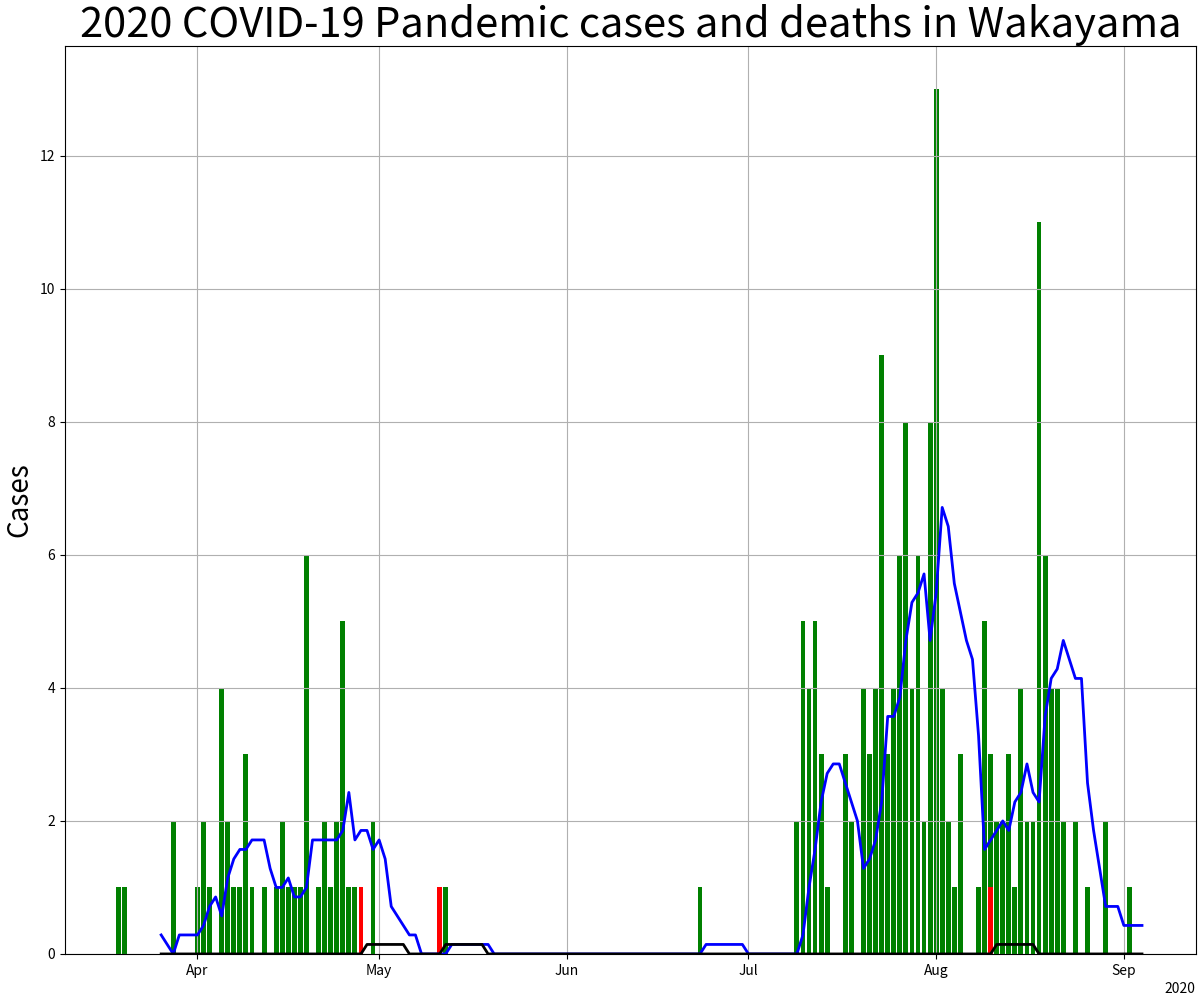 2020 COVID-19 Pandemic cases and deaths in Wakayama
Cases
12
10
8
6
4
2
0
Apr
May
Jun
Jul
Aug
Sep
2020